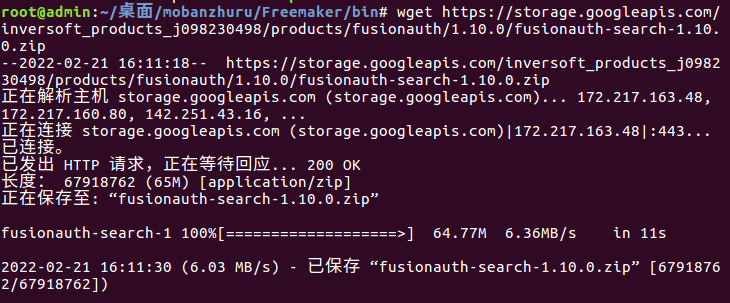 root@admin:~/桌面/mobanzhuru/Freemaker/bin# wget https://storage.googleapis.com/
inversoft_products_j098230498/products/fusionauth/1.10.0/fusionauth-search-1.10.
0.zip
--2022-02-21 16:11:18--  https://storage.googleapis.com/inversoft_products_j0982
30498/products/fusionauth/1.10.0/fusionauth-search-1.10.0.zip
正在解析主机 storage.googleapis.com (storage.googleapis.com)... 172.217.163.48,
172.217.160.80, 142.251.43.16, ...
正在连接 storage.googleapis.com (storage.googleapis.com)|172.217.163.48|:443...
已连接。
已发出 HTTP 请求，正在等待回应... 200 OK
长度： 67918762 (65M) [application/zip]
正在保存至: “fusionauth-search-1.10.0.zip”
fusionauth-search-1 100%[===================>]  64.77M  6.36MB/s    in 11s
2022-02-21 16:11:30 (6.03 MB/s) - 已保存 “fusionauth-search-1.10.0.zip” [6791876
2/67918762])